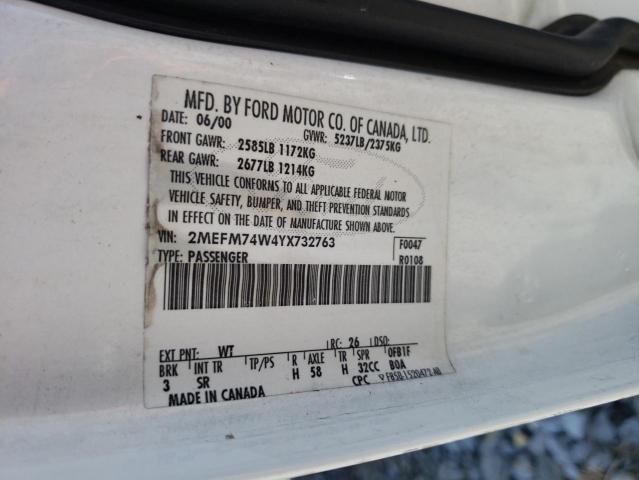 MFD. BY FORD MOTOR CO. OF CANADA, LTD.
DATE: 06/00 GVWR: 5237LB/2375KG
FRONT GAWR: 2585LB 1172KG
REAR GAWR: 2677LB 1214KG
THIS VEHICLE CONFORMS TO ALL APPLICABLE FEDERAL MOTOR
VEHICLE SAFETY, BUMPER, AND THEFT PREVENTION STANDARDS
IN EFFECT ON THE DATE OF MANUFACTURE SHOWN ABOVE.
VIN: 2MEFM74W4YX732763 F0047
TYPE: PASSENGER R0108
EXT PNT: WT RC: 26 DSO:
BRK INT TR TP/PS R AXLE TR SPR 0FB1F
3 SR H 58 H 32CC B0A
MADE IN CANADA CPC